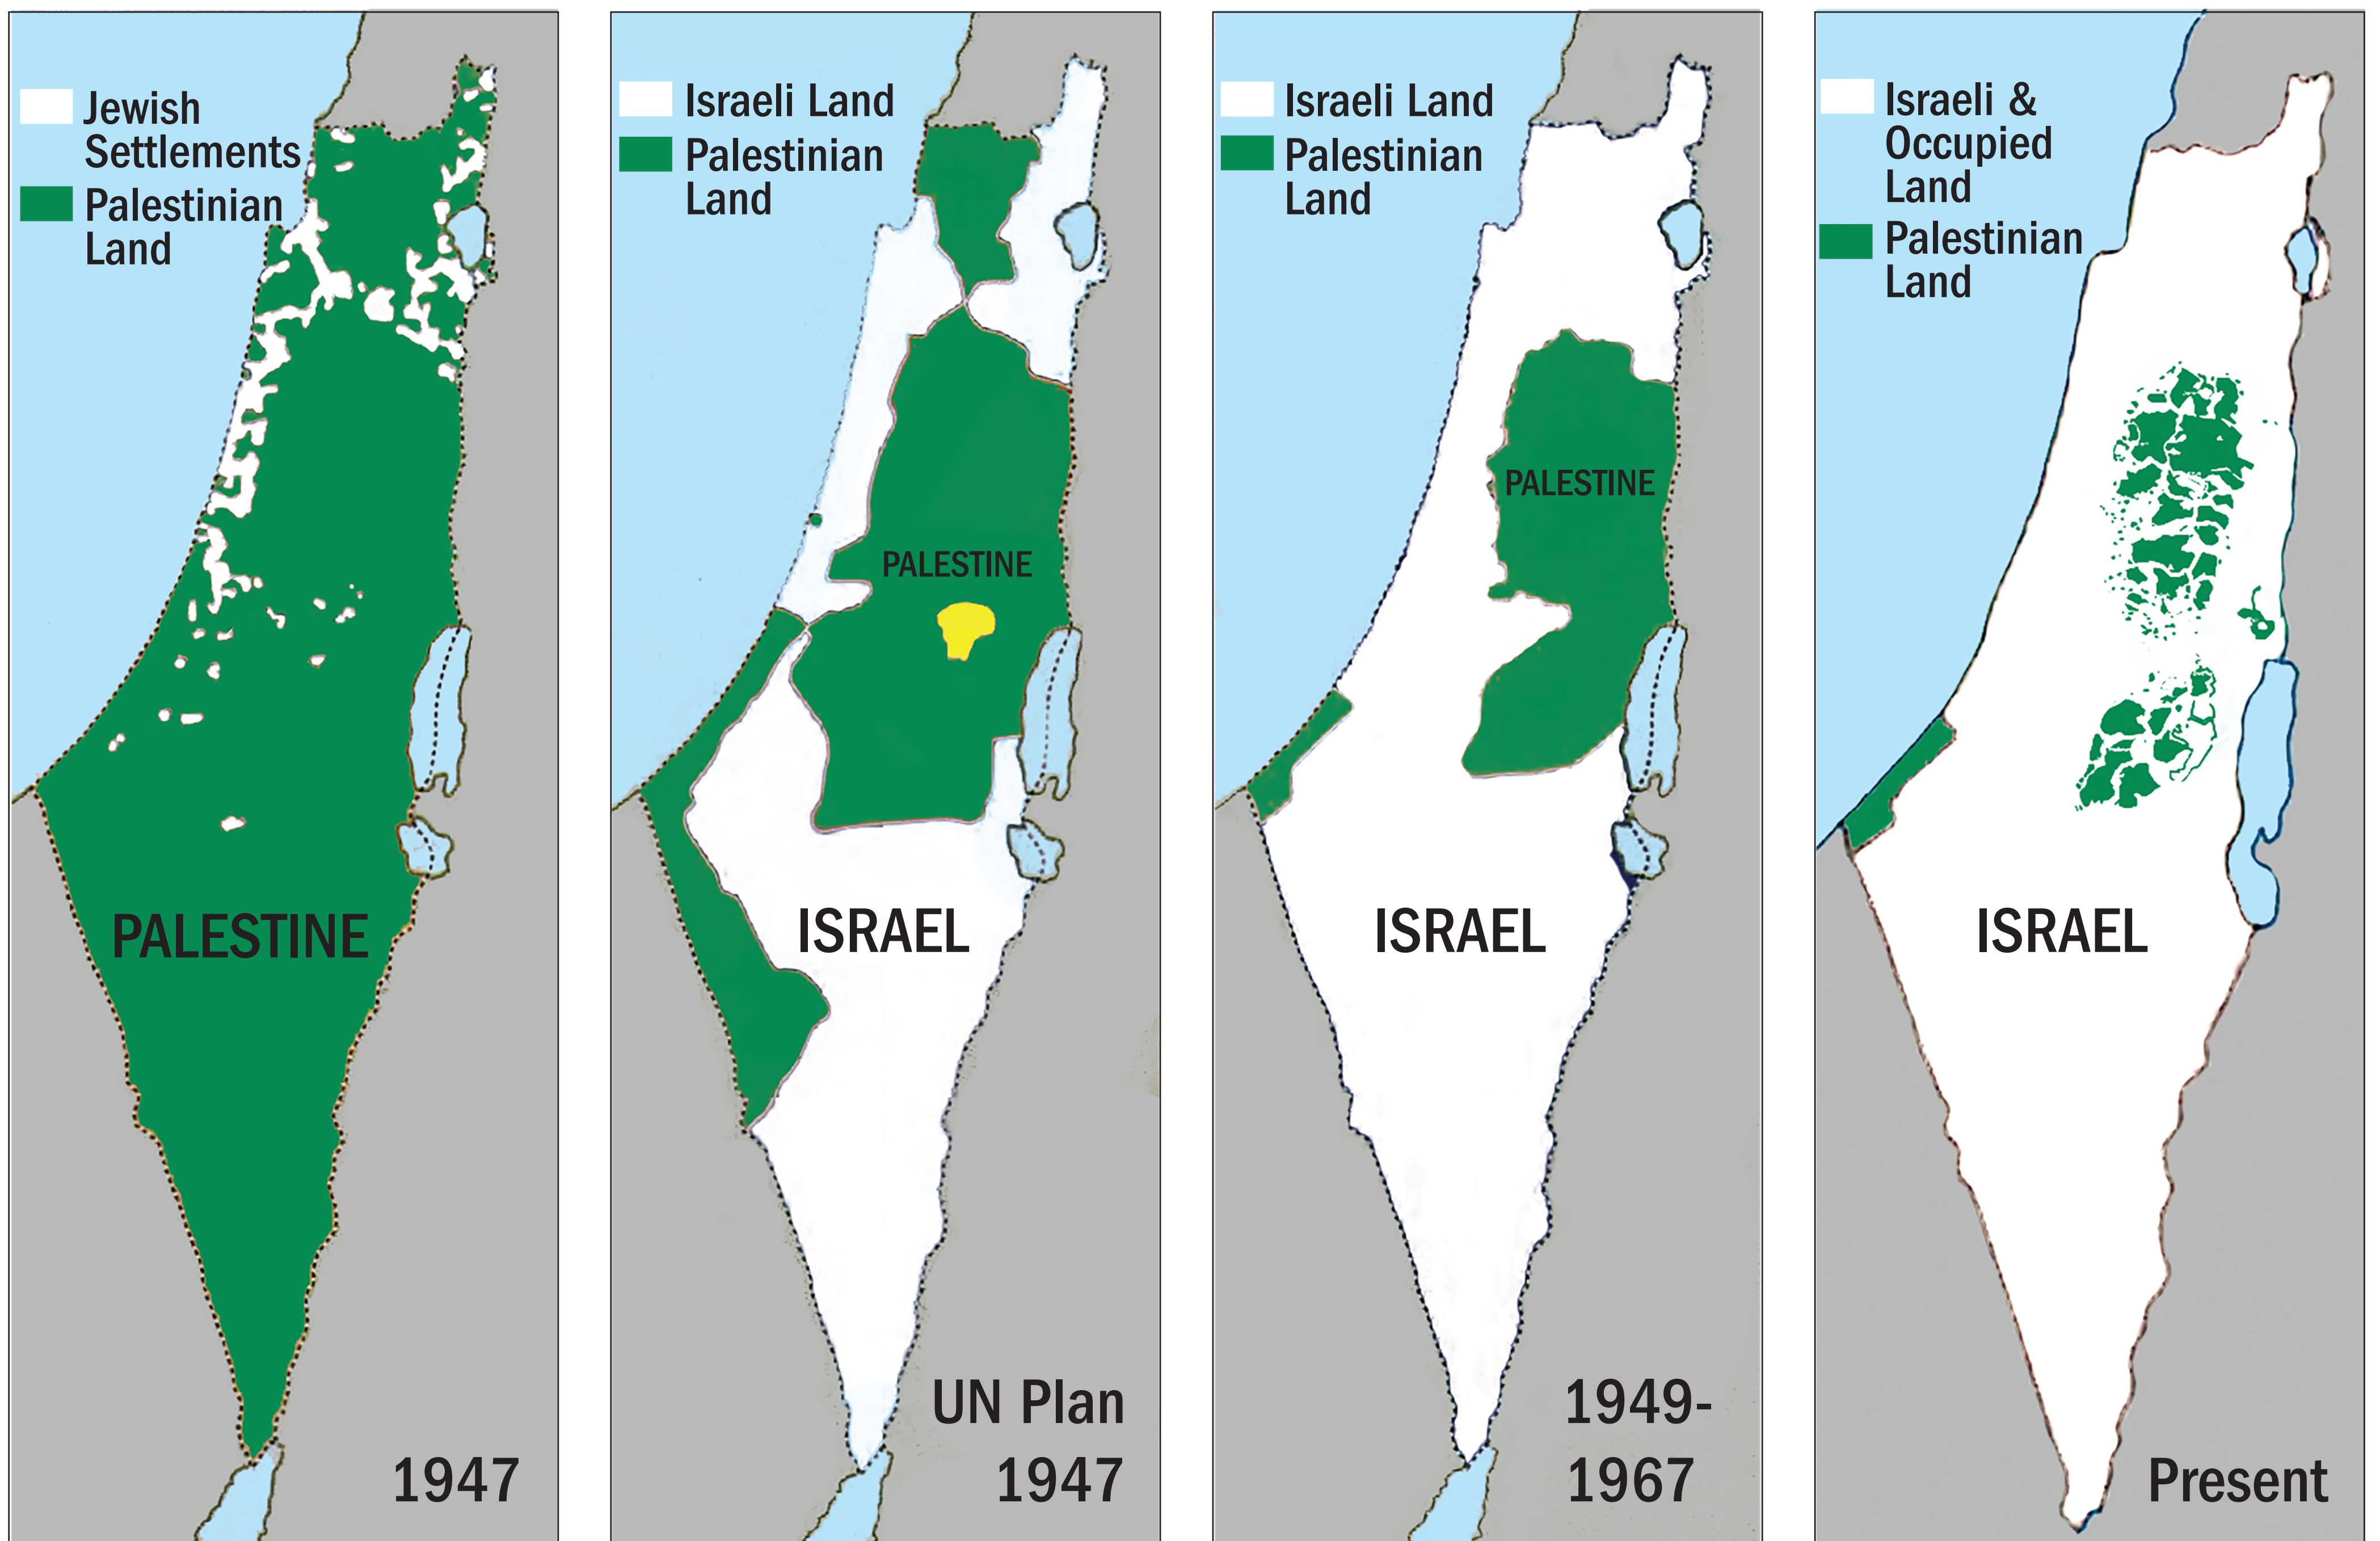 Jewish
Settlements
Palestinian
Land
PALESTINE
1947
Israeli Land
Palestinian
Land
PALESTINE
ISRAEL
UN Plan
1947
Israeli Land
Palestinian
Land
PALESTINE
ISRAEL
1949-
1967
Israeli &
Occupied
Land
Palestinian
Land
ISRAEL
Present